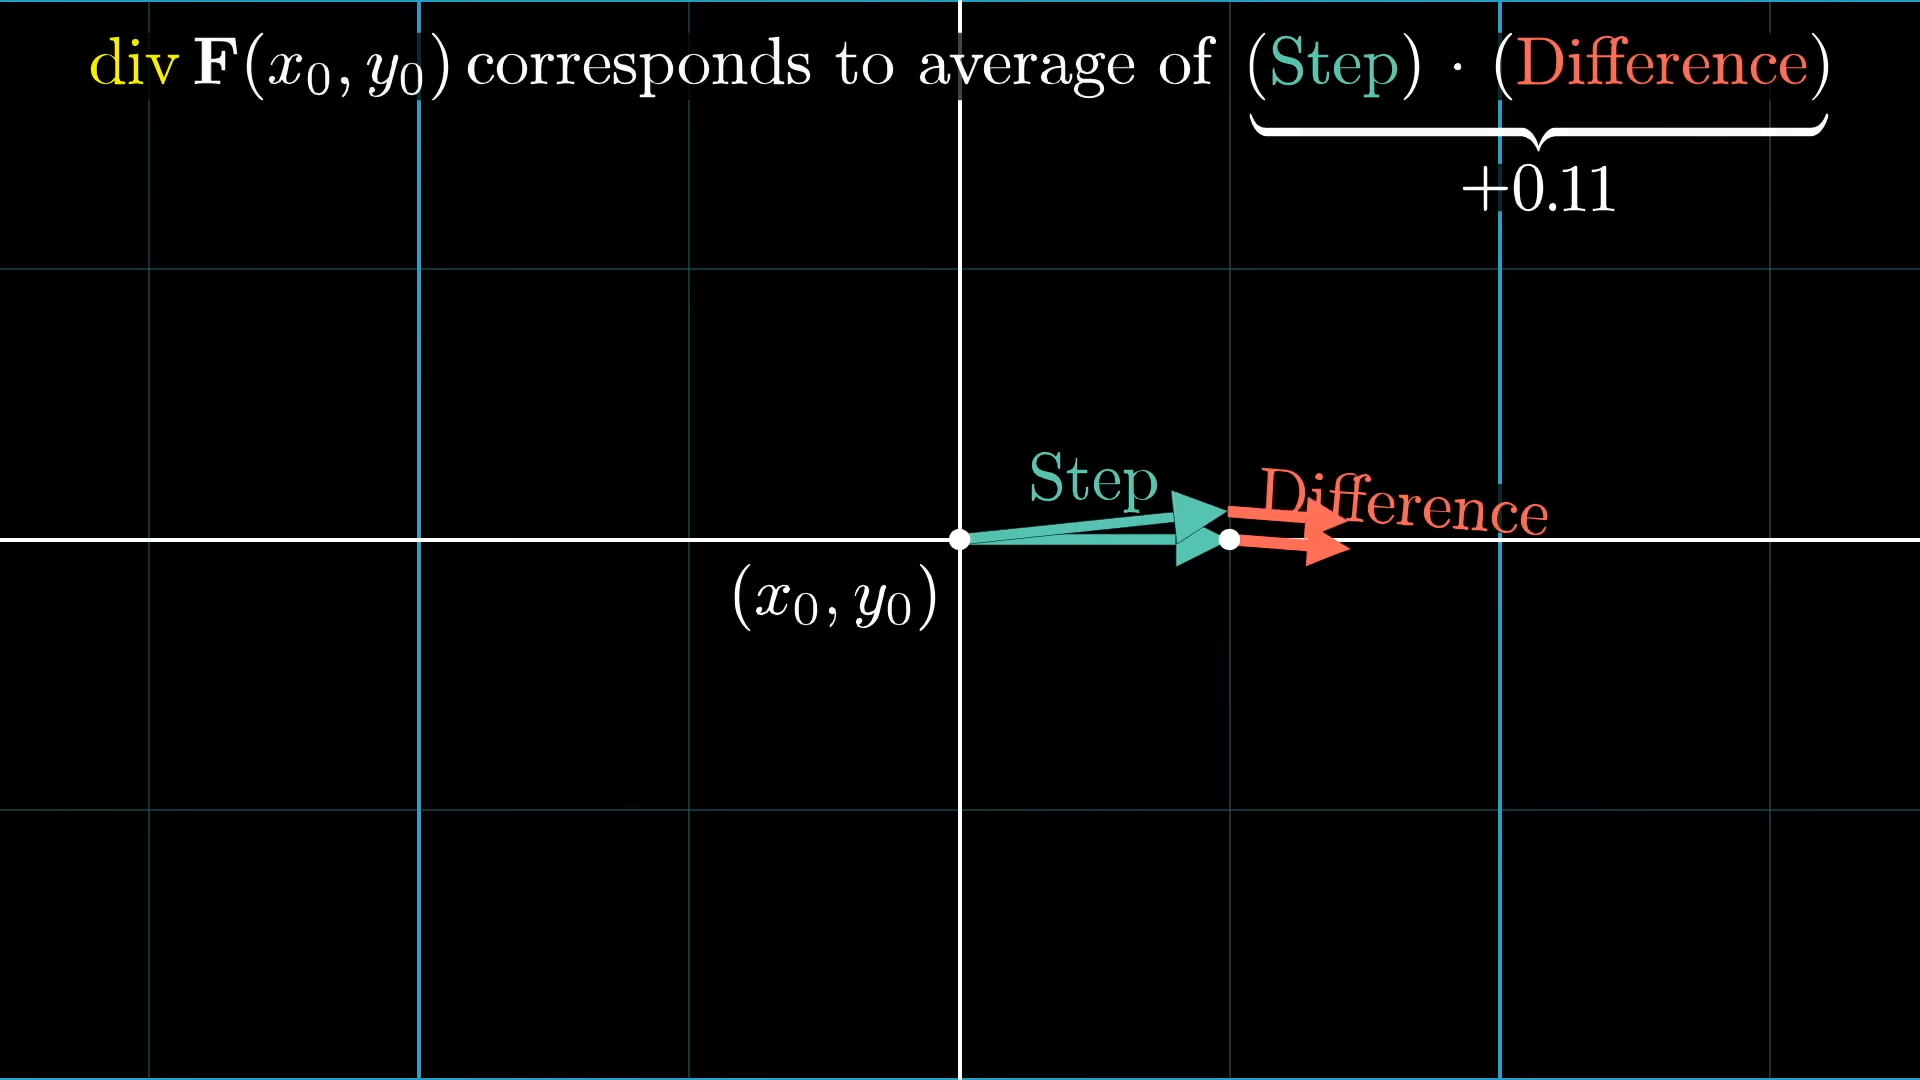 div F(x₀, y₀) corresponds to average of (Step) · (Difference)
+0.11
Step
Difference
(x₀, y₀)